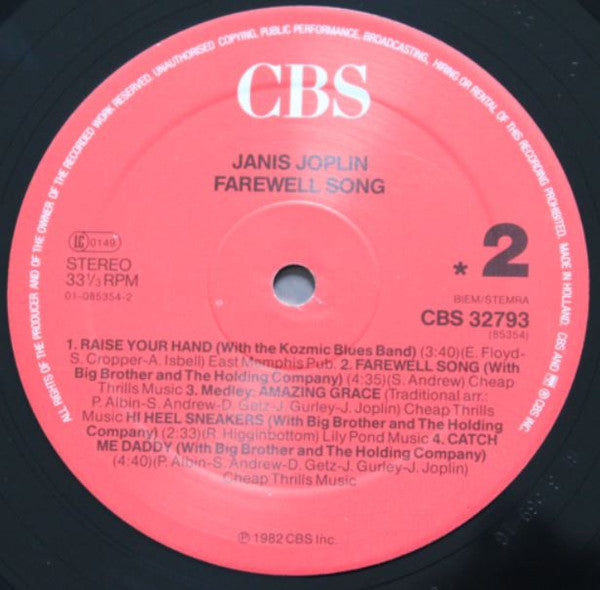 ALL RIGHTS OF THE PRODUCER AND OF THE OWNER OF THE RECORDED WORK RESERVED. UNAUTHORISED COPYING, PUBLIC PERFORMANCE, BROADCASTING, HIRING OR RENTAL OF THIS RECORDING PROHIBITED. MADE IN HOLLAND. CBS AND ℗ © CBS INC.
CBS
JANIS JOPLIN
FAREWELL SONG
LC 0149
STEREO
33⅓ RPM
01-085354-2
* 2
BIEM/STEMRA
CBS 32793
(85354)
1. RAISE YOUR HAND (With the Kozmic Blues Band) (3:40)(E. Floyd-
S. Cropper-A. Isbell) East Memphis Pub. 2. FAREWELL SONG (With
Big Brother and The Holding Company) (4:35)(S. Andrew) Cheap
Thrills Music 3. Medley: AMAZING GRACE (Traditional arr.:
P. Albin-S. Andrew-D. Getz-J. Gurley-J. Joplin) Cheap Thrills
Music HI HEEL SNEAKERS (With Big Brother and The Holding
Company) (2:33)(R. Higginbottom) Lily Pond Music 4. CATCH
ME DADDY (With Big Brother and The Holding Company)
(4:40)(P. Albin-S. Andrew-D. Getz-J. Gurley-J. Joplin)
Cheap Thrills Music
℗ 1982 CBS Inc.